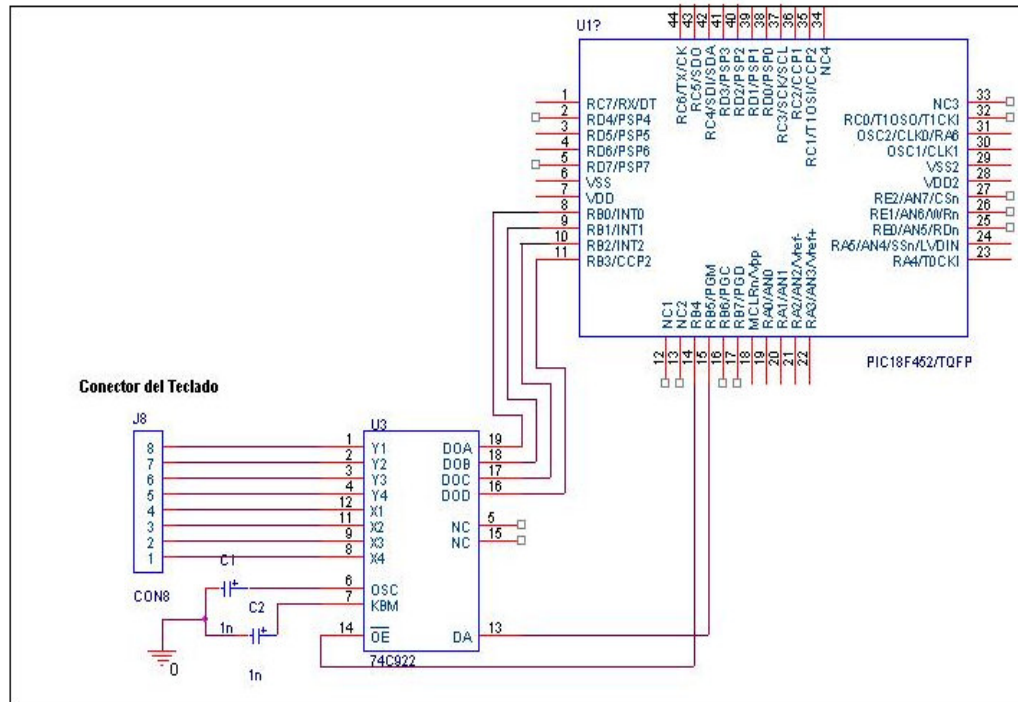 U1?
44
43
42
41
40
39
38
37
36
35
34
RC6/TX/CK
RC5/SDO
RC4/SDI/SDA
RD3/PSP3
RD2/PSP2
RD1/PSP1
RD0/PSP0
RC3/SCK/SCL
RC2/CCP1
RC1/T1OSI/CCP2
NC4
1 RC7/RX/DT
2 RD4/PSP4
3 RD5/PSP5
4 RD6/PSP6
5 RD7/PSP7
6 VSS
7 VDD
8 RB0/INT0
9 RB1/INT1
10 RB2/INT2
11 RB3/CCP2
NC3 33
RC0/T1OSO/T1CKI 32
OSC2/CLK0/RA6 31
OSC1/CLK1 30
VSS2 29
VDD2 28
RE2/AN7/CSn 27
RE1/AN6/WRn 26
RE0/AN5/RDn 25
RA5/AN4/SSn/LVDIN 24
RA4/T0CKI 23
NC1
NC2
RB4
RB5/PGM
RB6/PGC
RB7/PGD
MCLRn/Vpp
RA0/AN0
RA1/AN1
RA2/AN2/Vref-
RA3/AN3/Vref+
12
13
14
15
16
17
18
19
20
21
22
PIC18F452/TQFP
Conector del Teclado
J8
8
7
6
5
4
3
2
1
CON8
U3
1 Y1
2 Y2
3 Y3
4 Y4
12 X1
11 X2
9 X3
8 X4
6 OSC
7 KBM
14 OE
DOA 19
DOB 18
DOC 17
DOD 16
NC 5
NC 15
DA 13
74C922
C1
1n
C2
1n
0